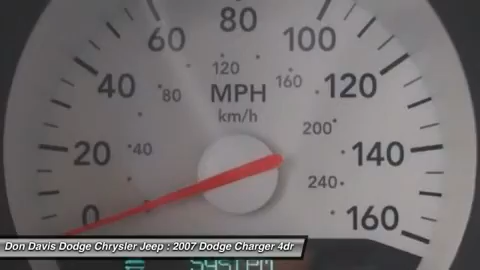 80
60 100
120
40 80 MPH 160 120
km/h
200
20 40 140
240
0 160
Don Davis Dodge Chrysler Jeep : 2007 Dodge Charger 4dr